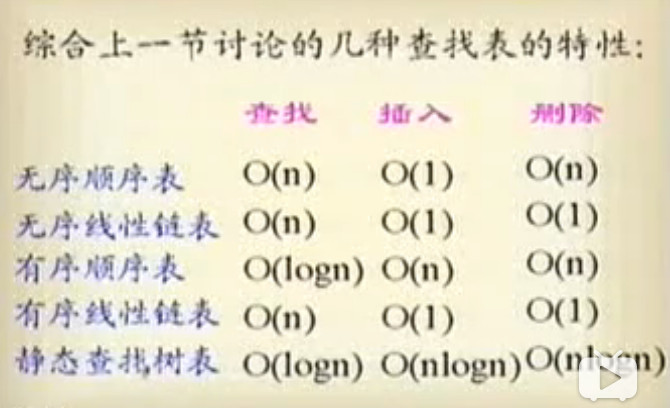 综合上一节讨论的几种查找表的特性:
查找 插入 删除
无序顺序表 O(n) O(1) O(n)
无序线性链表 O(n) O(1) O(1)
有序顺序表 O(logn) O(n) O(n)
有序线性链表 O(n) O(1) O(1)
静态查找树表 O(logn) O(nlogn) O(nlogn)